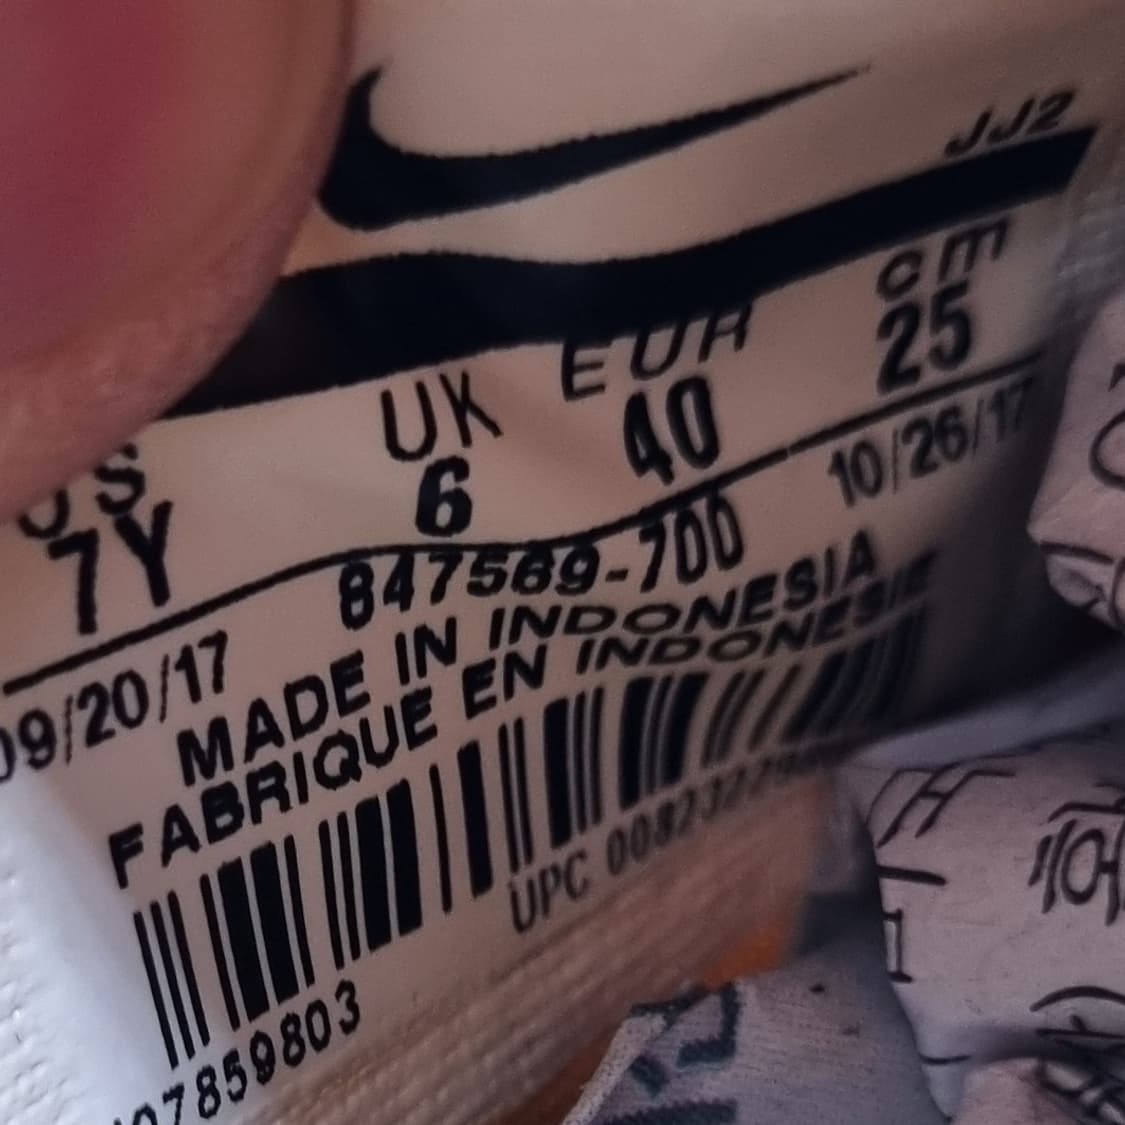 JJ2
US UK EUR cm
7Y 6 40 25
09/20/17 847569-700 10/26/17
MADE IN INDONESIA
FABRIQUE EN INDONESIE
07859803
UPC